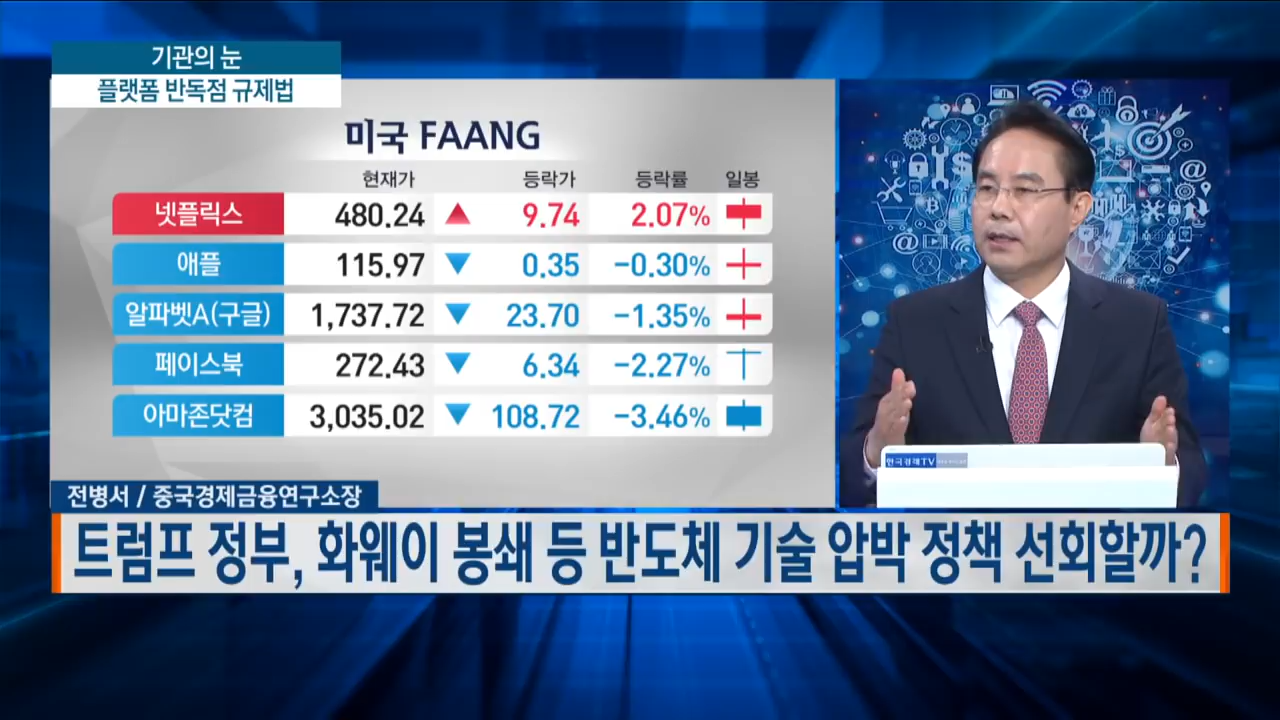 기관의 눈
플랫폼 반독점 규제법
미국 FAANG
현재가 등락가 등락률 일봉
넷플릭스 480.24 ▲ 9.74 2.07%
애플 115.97 ▼ 0.35 -0.30%
알파벳A(구글) 1,737.72 ▼ 23.70 -1.35%
페이스북 272.43 ▼ 6.34 -2.27%
아마존닷컴 3,035.02 ▼ 108.72 -3.46%
한국경제TV
전병서 / 중국경제금융연구소장
트럼프 정부, 화웨이 봉쇄 등 반도체 기술 압박 정책 선회할까?